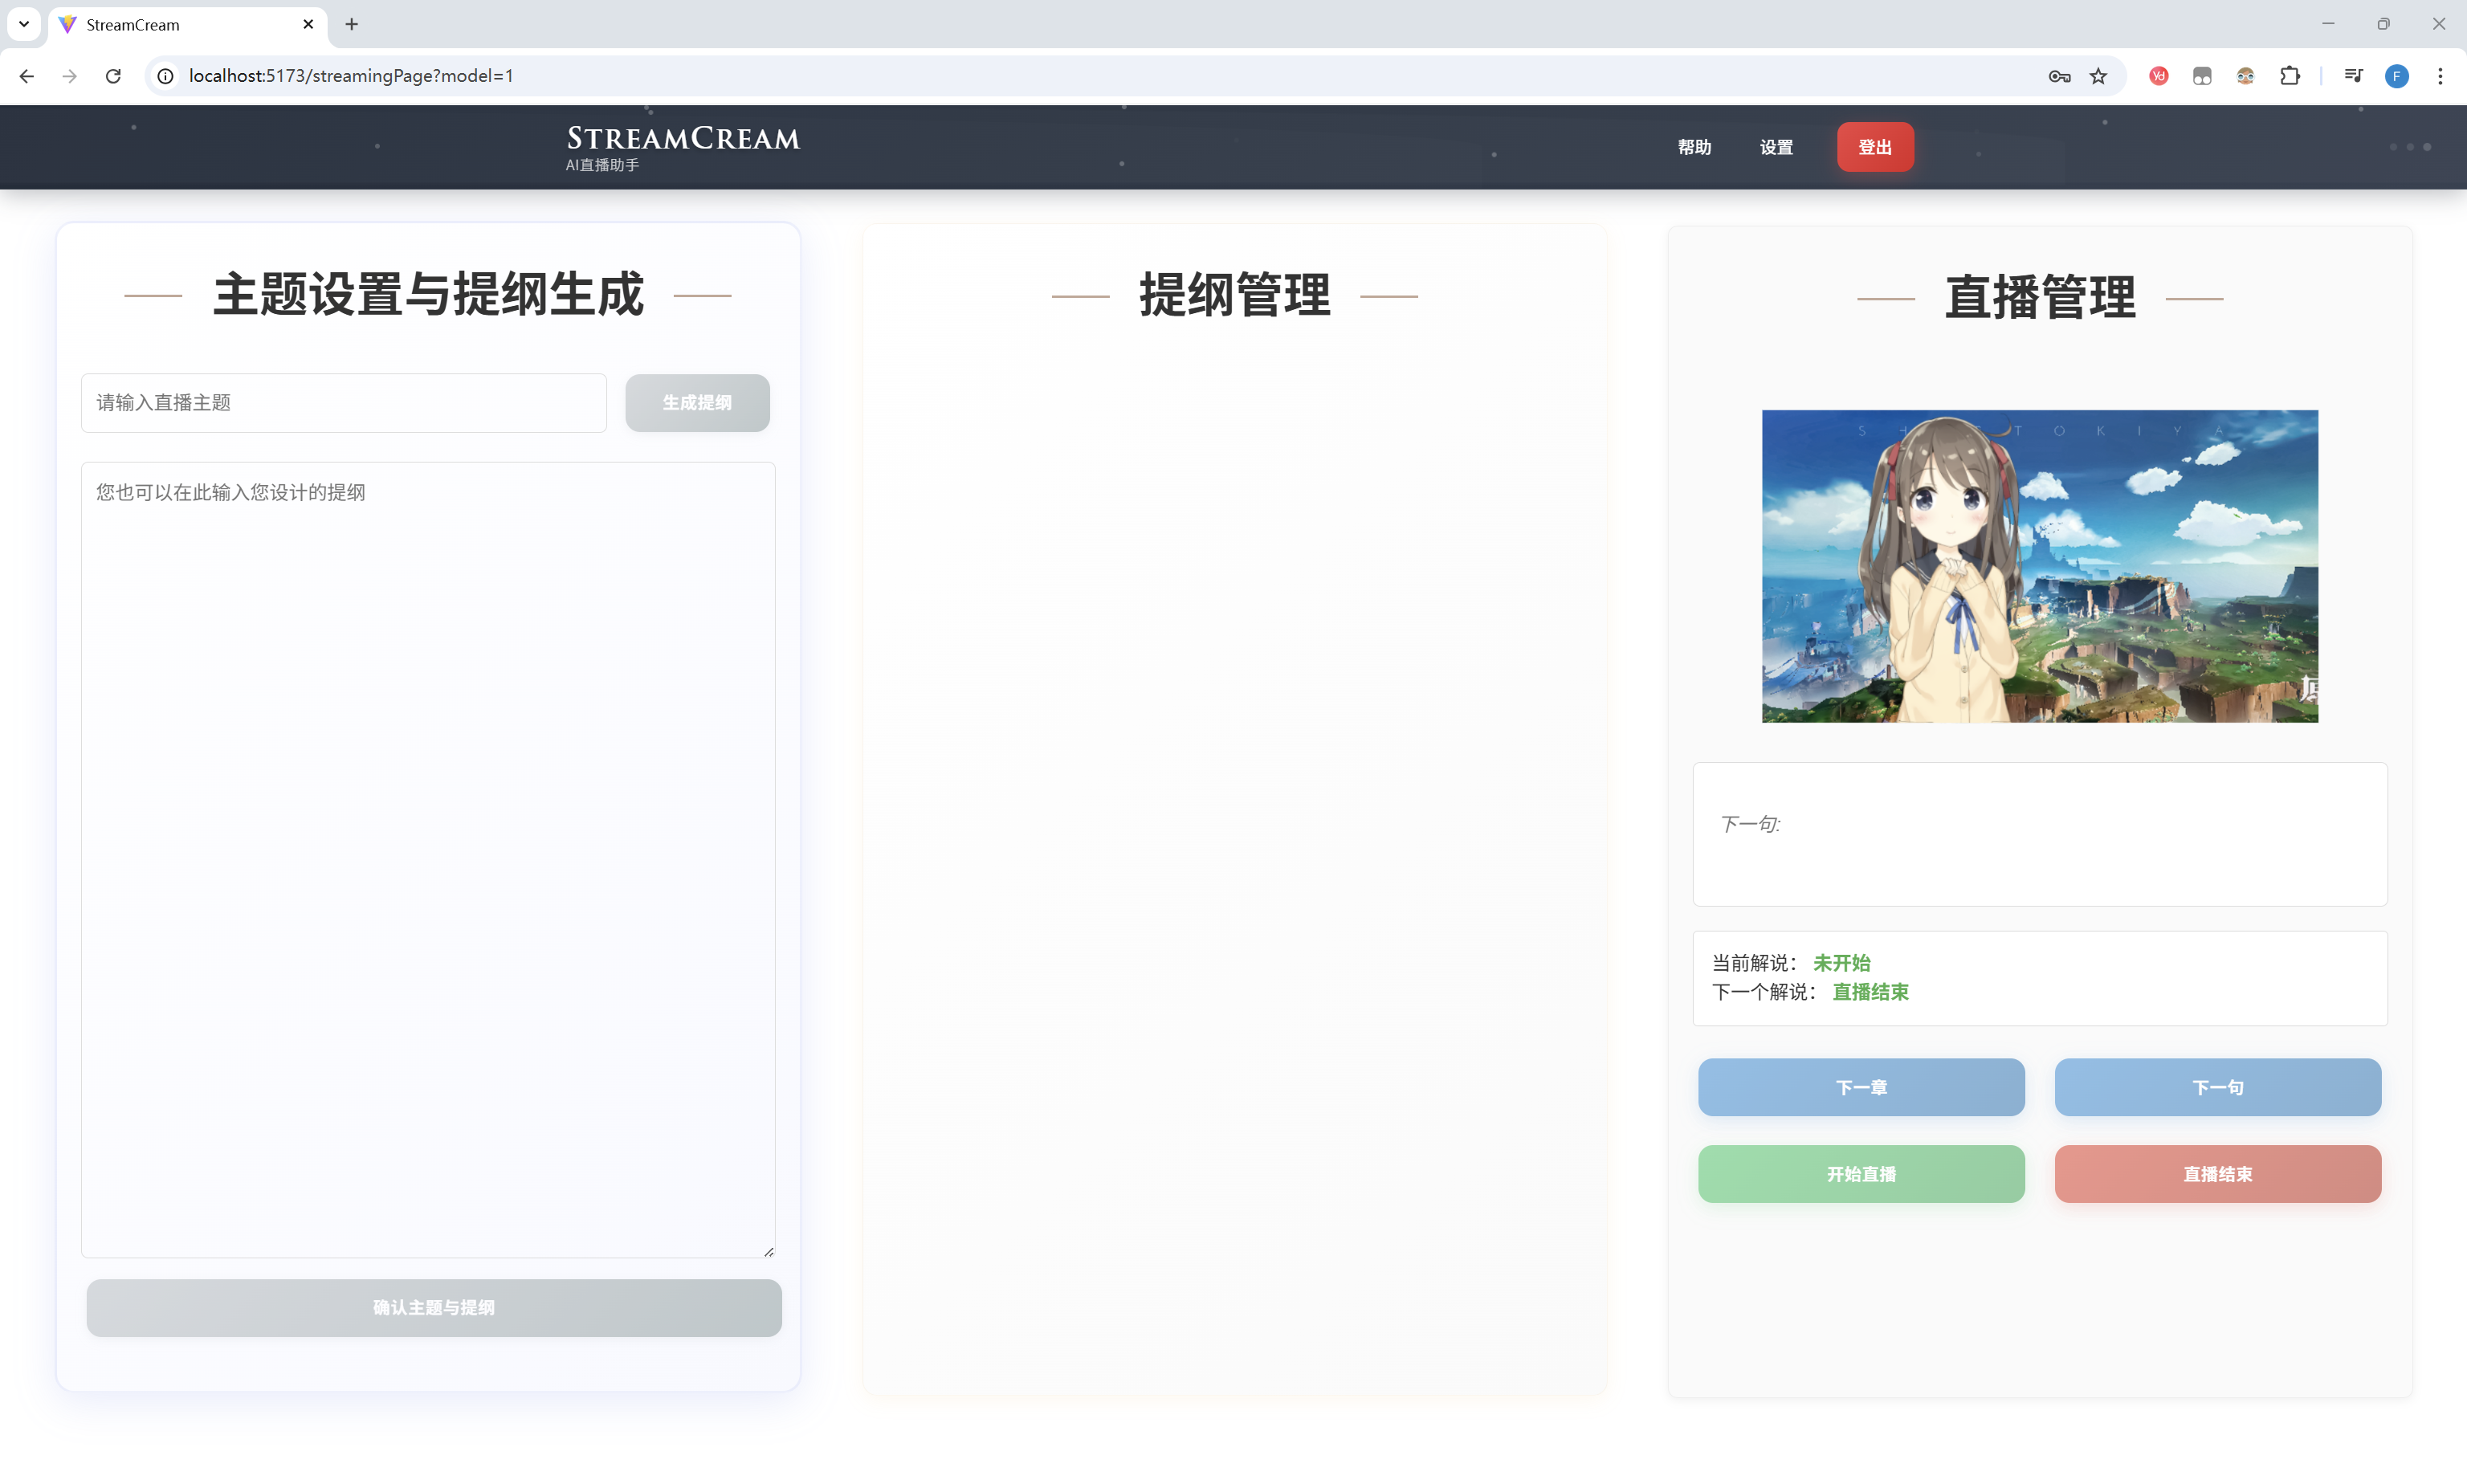 StreamCream
localhost:5173/streamingPage?model=1
F
StreamCream
AI直播助手
帮助
设置
登出
主题设置与提纲生成
请输入直播主题
生成提纲
您也可以在此输入您设计的提纲
确认主题与提纲
提纲管理
直播管理
下一句:
当前解说： 未开始
下一个解说： 直播结束
下一章
下一句
开始直播
直播结束